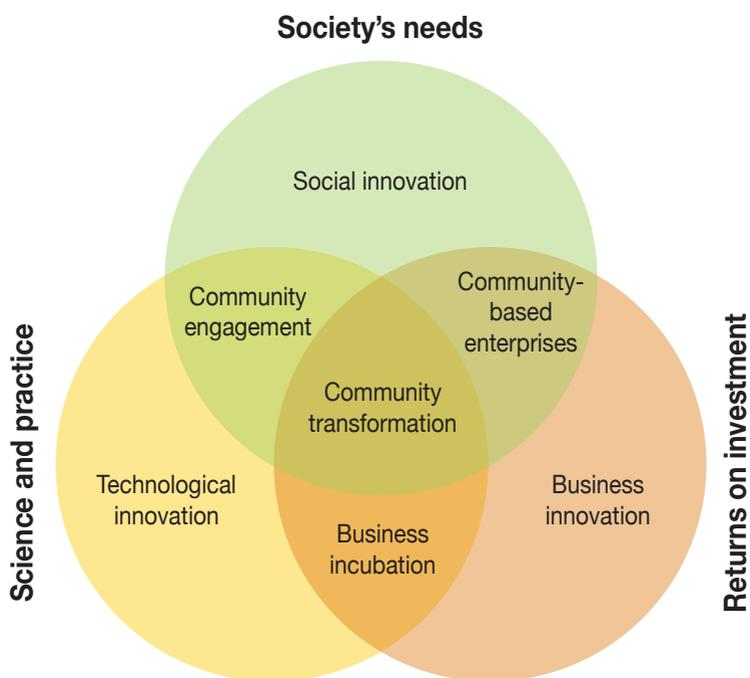 Society’s needs
Social innovation
Community
engagement
Community-
based
enterprises
Community
transformation
Science and practice
Technological
innovation
Business
innovation
Returns on investment
Business
incubation